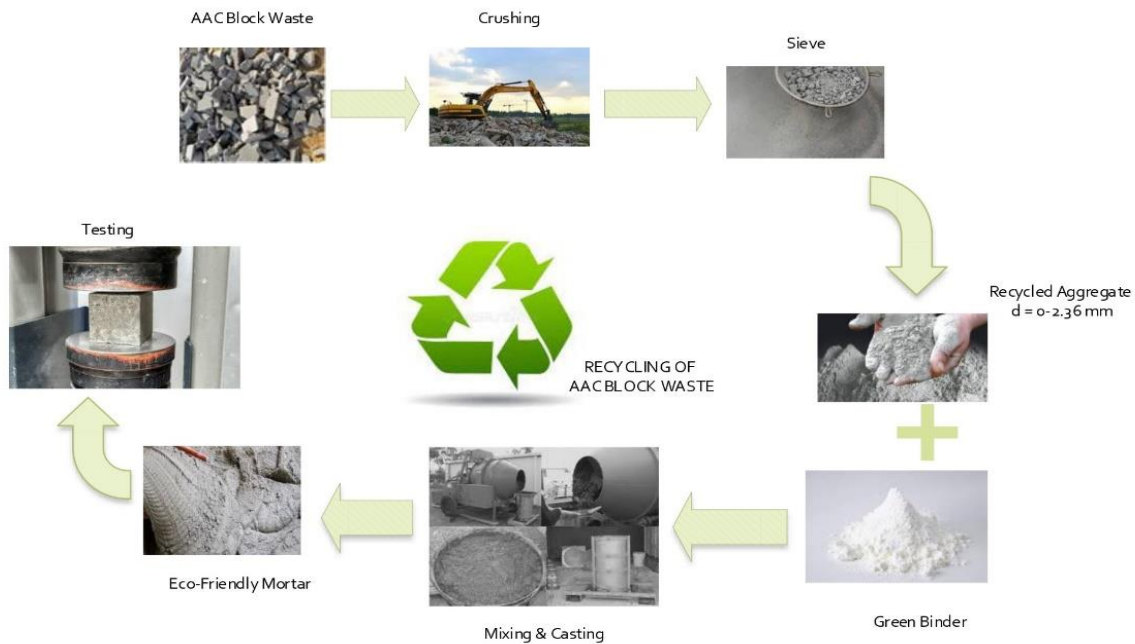 AAC Block Waste
Crushing
Sieve
Recycled Aggregate
d = 0-2.36 mm
Green Binder
Mixing & Casting
Eco-Friendly Mortar
Testing
RECYCLING OF
AAC BLOCK WASTE